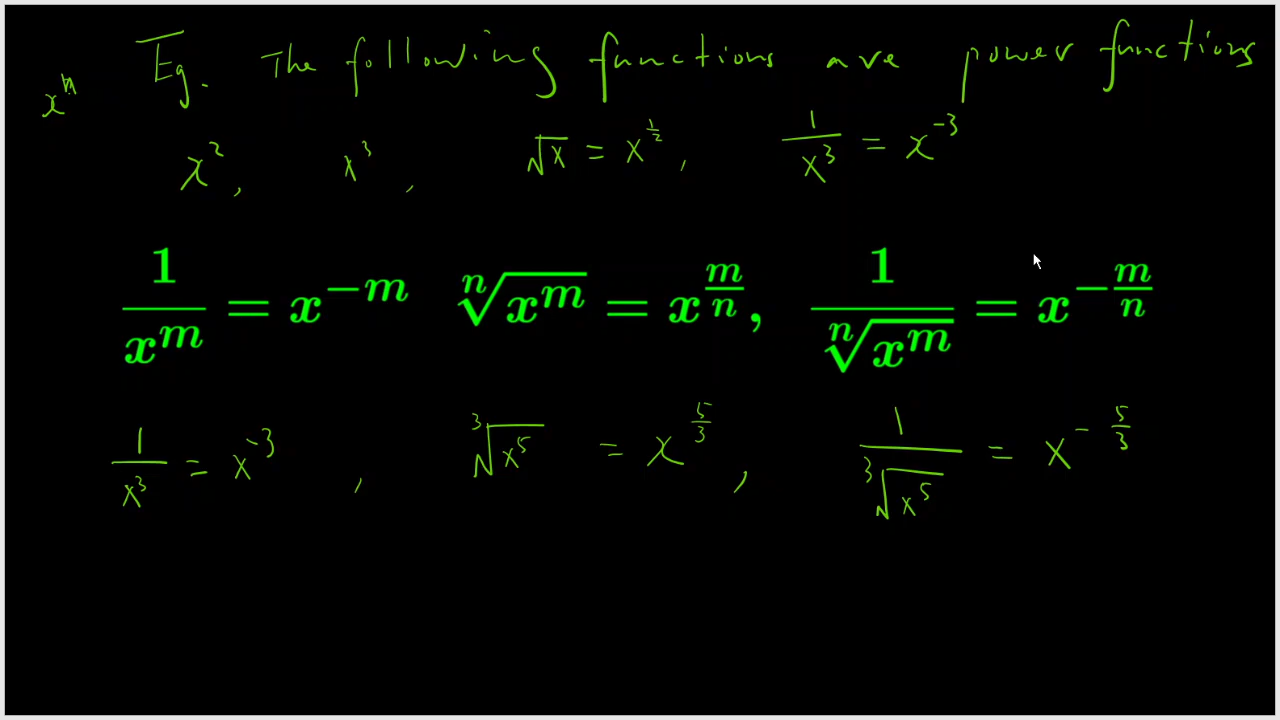 Eg. The following functions are power functions
xⁿ
x², x³, √x = x^(1/2), 1/x³ = x⁻³
1/x^m = x^(-m) ⁿ√(x^m) = x^(m/n), 1/ⁿ√(x^m) = x^(-m/n)
1/x³ = x⁻³, ³√(x⁵) = x^(5/3), 1/³√(x⁵) = x^(-5/3)